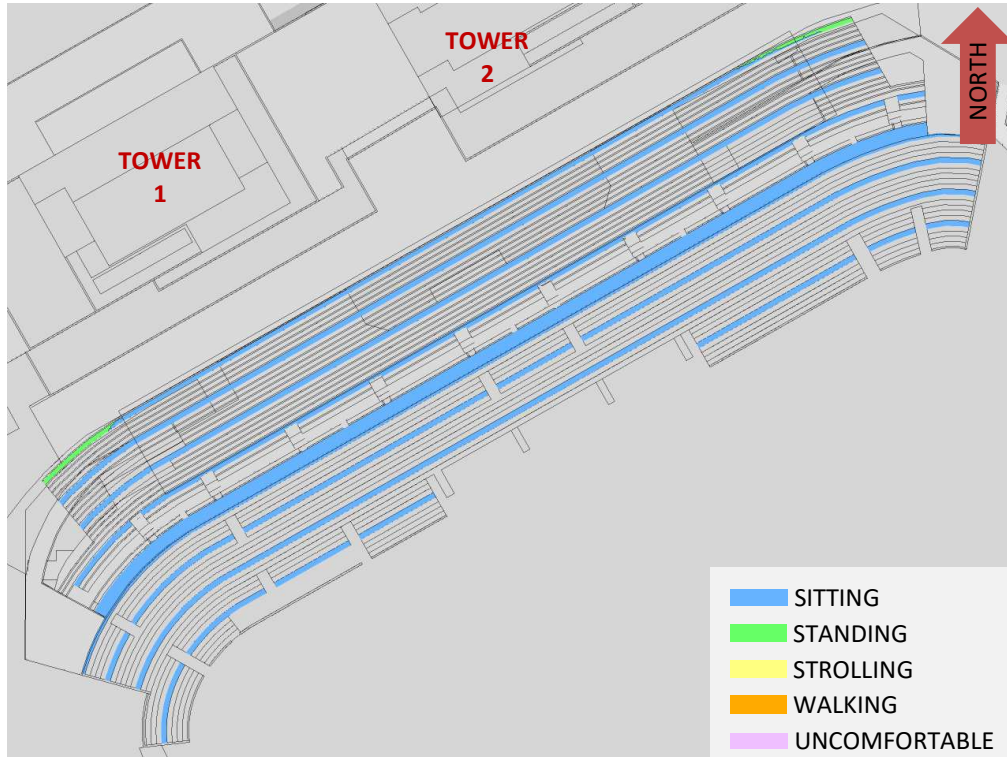 TOWER
1
TOWER
2
NORTH
SITTING
STANDING
STROLLING
WALKING
UNCOMFORTABLE